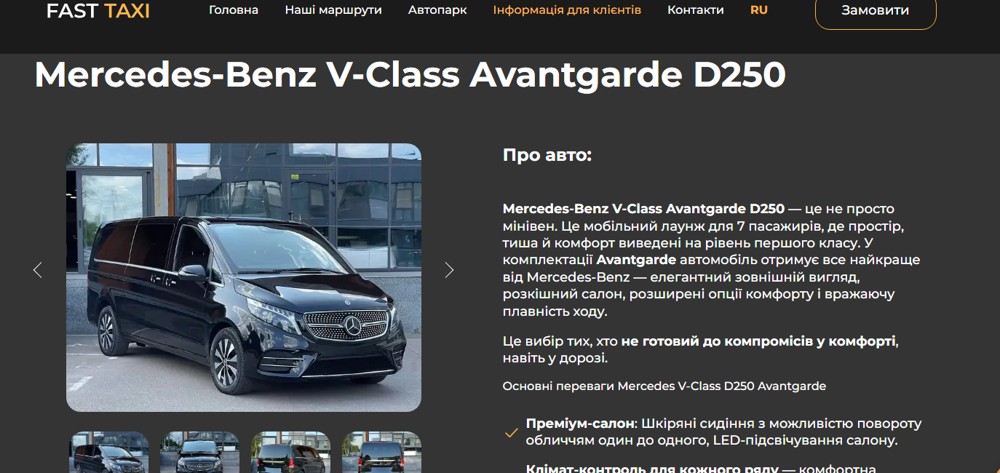 FAST TAXI
Головна
Наші маршрути
Автопарк
Інформація для клієнтів
Контакти
RU
Замовити
Mercedes-Benz V-Class Avantgarde D250
Про авто:
Mercedes-Benz V-Class Avantgarde D250 — це не просто
мінівен. Це мобільний лаунж для 7 пасажирів, де простір,
тиша й комфорт виведені на рівень першого класу. У
комплектації Avantgarde автомобіль отримує все найкраще
від Mercedes-Benz — елегантний зовнішній вигляд,
розкішний салон, розширені опції комфорту і вражаючу
плавність ходу.
Це вибір тих, хто не готовий до компромісів у комфорті,
навіть у дорозі.
Основні переваги Mercedes V-Class D250 Avantgarde
Преміум-салон: Шкіряні сидіння з можливістю повороту
обличчям один до одного, LED-підсвічування салону.
Клімат-контроль для кожного ряду — комфортна